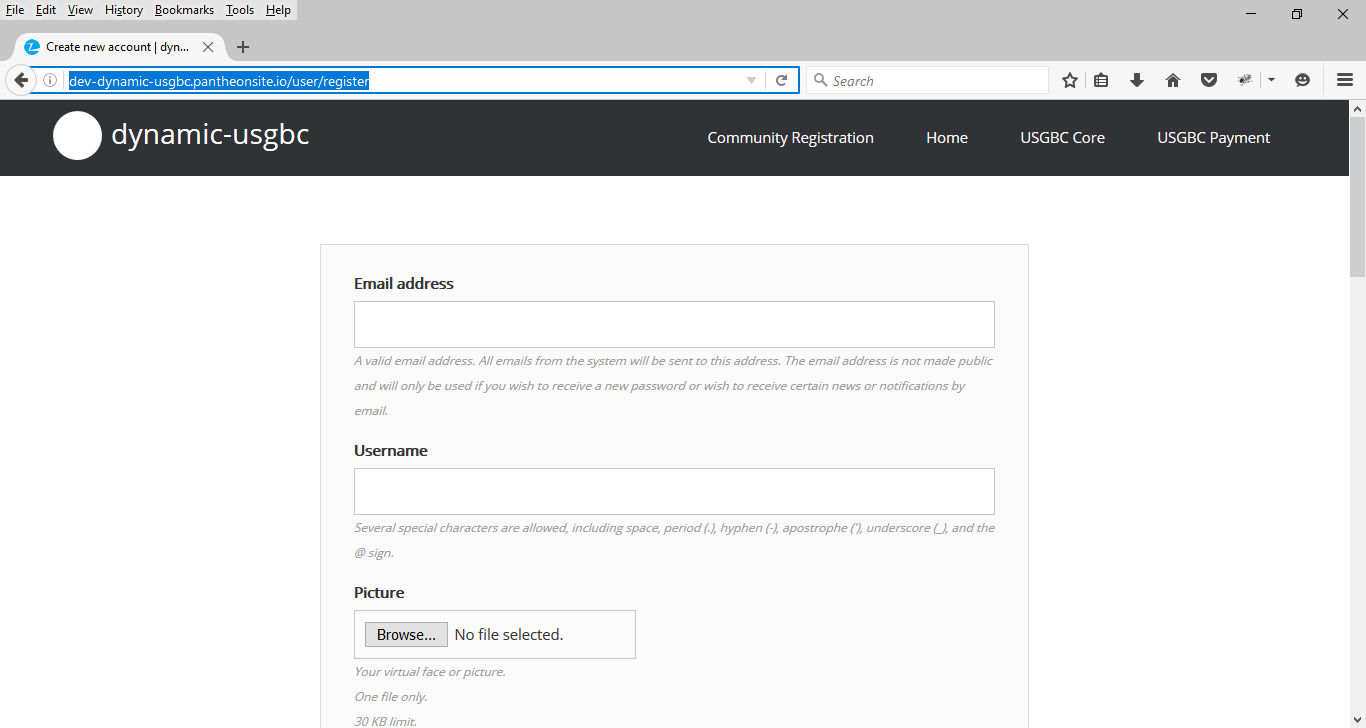 File Edit View History Bookmarks Tools Help
Create new account | dyn...
dev-dynamic-usgbc.pantheonsite.io/user/register
Search
dynamic-usgbc
Community Registration Home USGBC Core USGBC Payment
Email address
A valid email address. All emails from the system will be sent to this address. The email address is not made public
and will only be used if you wish to receive a new password or wish to receive certain news or notifications by
email.
Username
Several special characters are allowed, including space, period (.), hyphen (-), apostrophe ('), underscore (_), and the
@ sign.
Picture
Browse... No file selected.
Your virtual face or picture.
One file only.
30 KB limit.